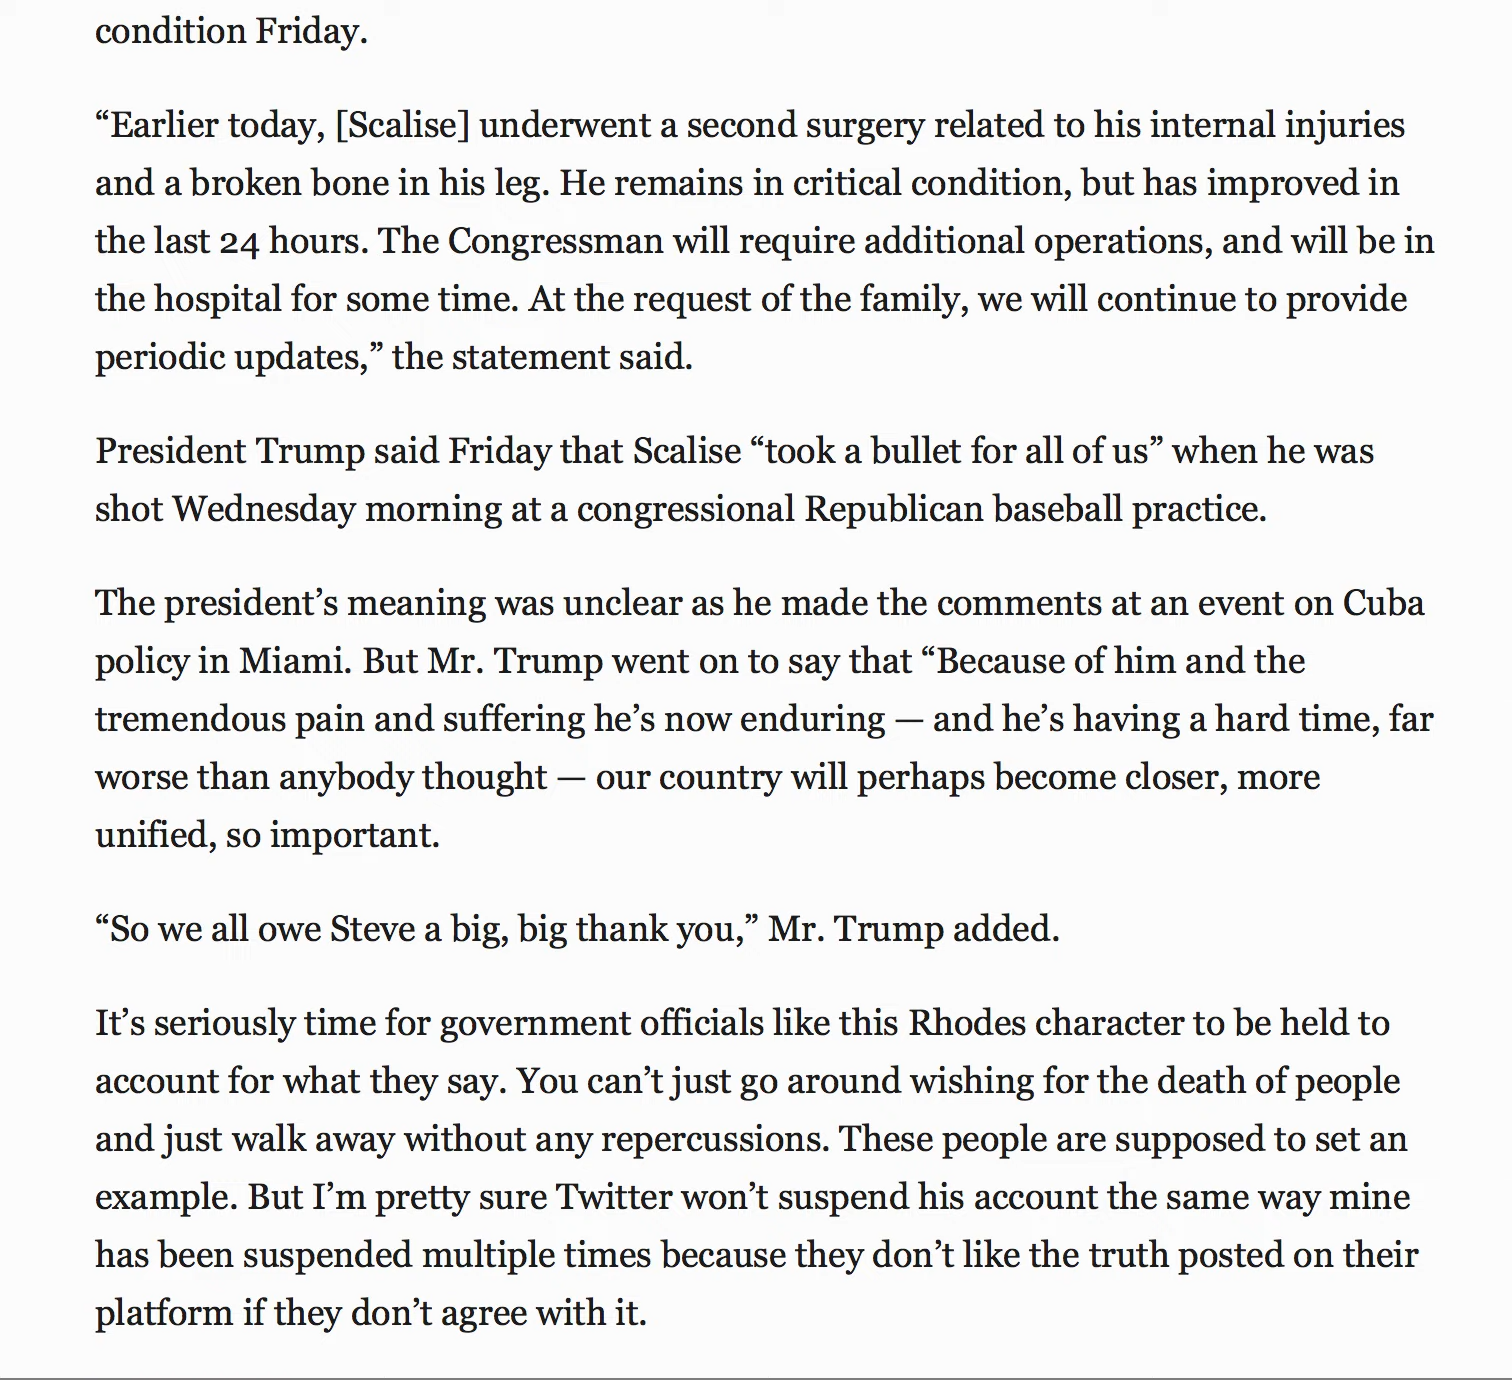 condition Friday.
“Earlier today, [Scalise] underwent a second surgery related to his internal injuries
and a broken bone in his leg. He remains in critical condition, but has improved in
the last 24 hours. The Congressman will require additional operations, and will be in
the hospital for some time. At the request of the family, we will continue to provide
periodic updates,” the statement said.
President Trump said Friday that Scalise “took a bullet for all of us” when he was
shot Wednesday morning at a congressional Republican baseball practice.
The president’s meaning was unclear as he made the comments at an event on Cuba
policy in Miami. But Mr. Trump went on to say that “Because of him and the
tremendous pain and suffering he’s now enduring — and he’s having a hard time, far
worse than anybody thought — our country will perhaps become closer, more
unified, so important.
“So we all owe Steve a big, big thank you,” Mr. Trump added.
It’s seriously time for government officials like this Rhodes character to be held to
account for what they say. You can’t just go around wishing for the death of people
and just walk away without any repercussions. These people are supposed to set an
example. But I’m pretty sure Twitter won’t suspend his account the same way mine
has been suspended multiple times because they don’t like the truth posted on their
platform if they don’t agree with it.